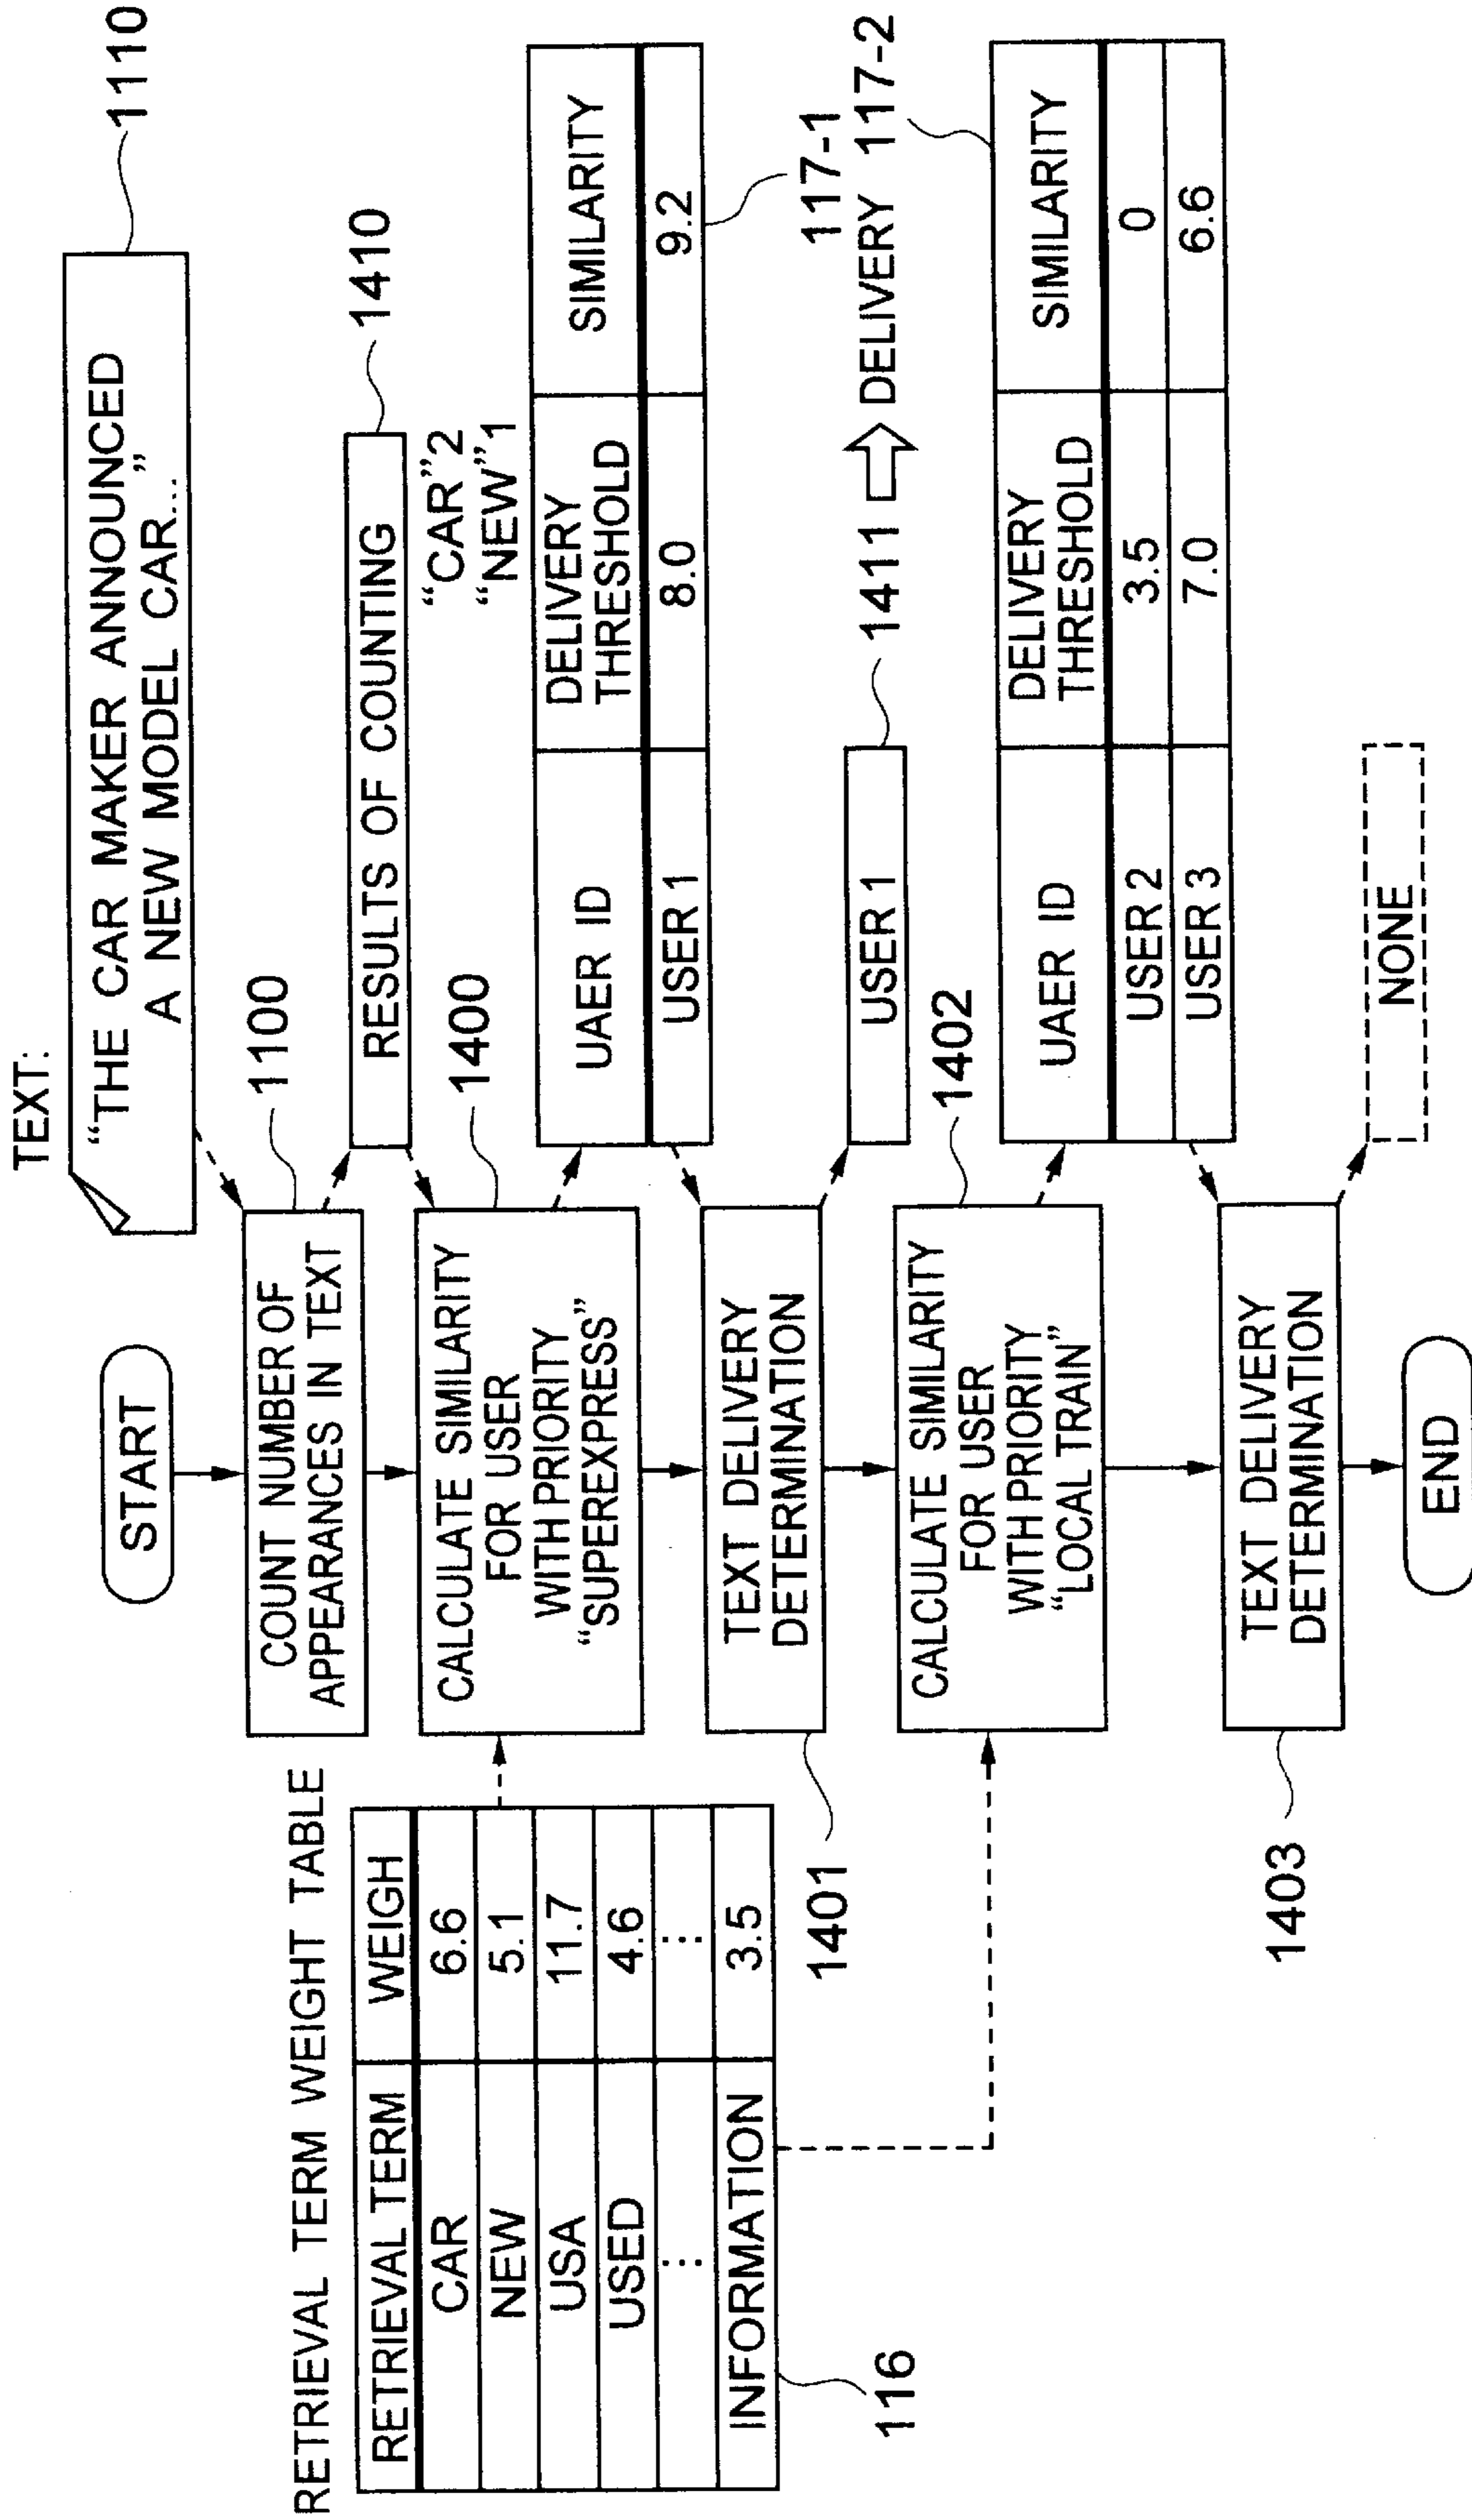 TEXT:
“THE CAR MAKER ANNOUNCED
A NEW MODEL CAR...”
1110
START
1100
COUNT NUMBER OF
APPEARANCES IN TEXT
RESULTS OF COUNTING
1410
“CAR”2
“NEW”1
RETRIEVAL TERM WEIGHT TABLE
RETRIEVAL TERM WEIGH
CAR 6.6
NEW 5.1
USA 11.7
USED 4.6
... ...
INFORMATION 3.5
116
1400
CALCULATE SIMILARITY
FOR USER
WITH PRIORITY
“SUPEREXPRESS”
UAER ID DELIVERY THRESHOLD SIMILARITY
USER 1 8.0 9.2
117-1
1401
TEXT DELIVERY
DETERMINATION
USER 1
1411
DELIVERY
117-2
1402
CALCULATE SIMILARITY
FOR USER
WITH PRIORITY
“LOCAL TRAIN”
UAER ID DELIVERY THRESHOLD SIMILARITY
USER 2 3.5 0
USER 3 7.0 6.6
1403
TEXT DELIVERY
DETERMINATION
NONE
END